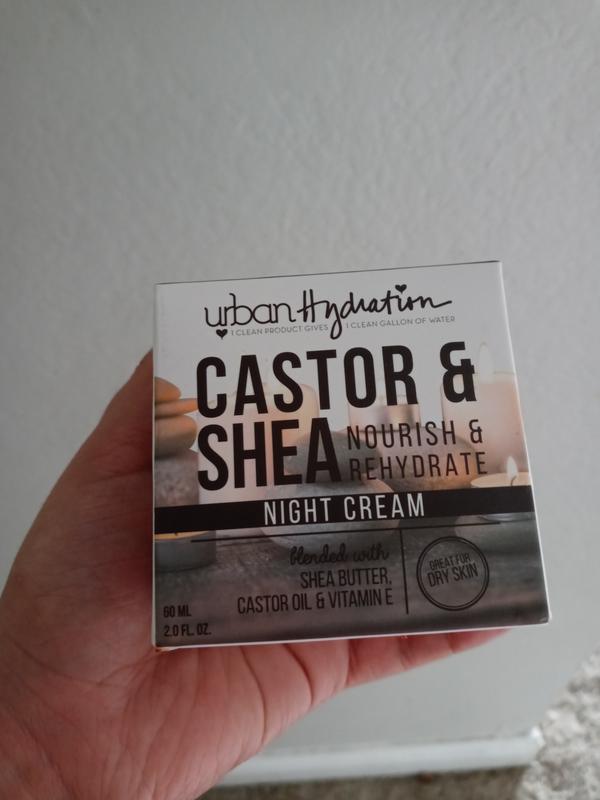 urban Hydration
1 CLEAN PRODUCT GIVES 1 CLEAN GALLON OF WATER
CASTOR &
SHEA NOURISH &
REHYDRATE
NIGHT CREAM
blended with
SHEA BUTTER,
CASTOR OIL & VITAMIN E
GREAT FOR
DRY SKIN
60 ML
2.0 FL. OZ.